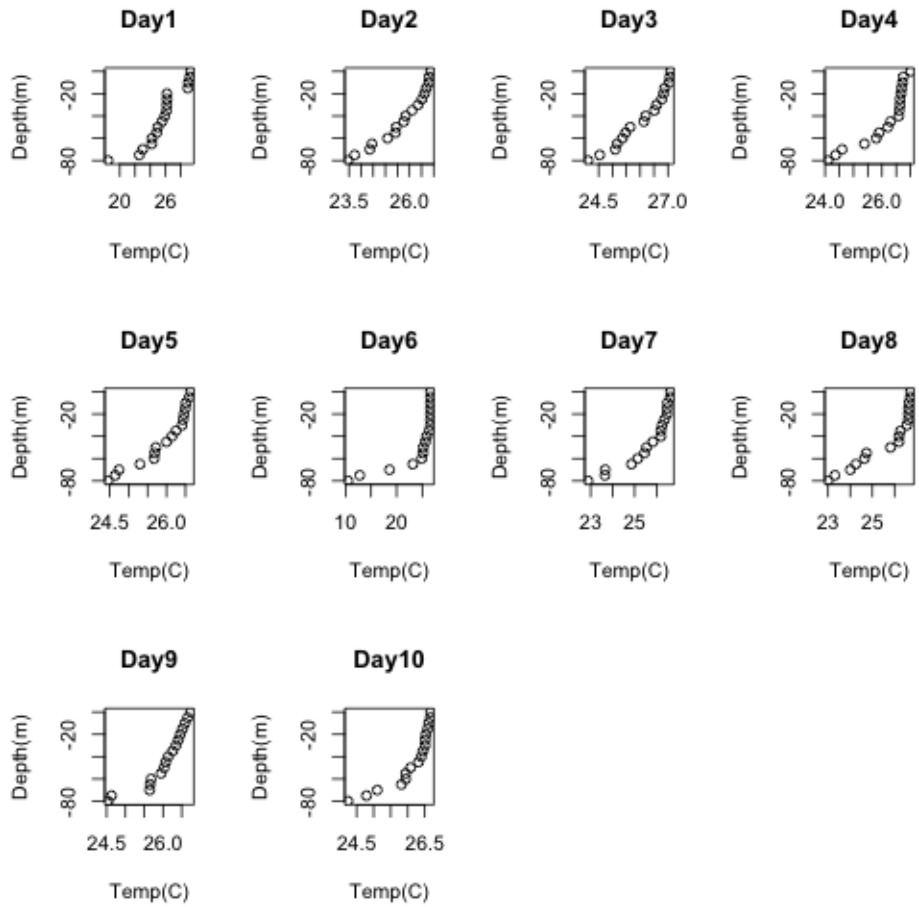 Day1 Day2 Day3 Day4
Depth(m) -20 -80 Depth(m) -20 -80 Depth(m) -20 -80 Depth(m) -20 -80
20 26 23.5 26.0 24.5 27.0 24.0 26.0
Temp(C) Temp(C) Temp(C) Temp(C)
Day5 Day6 Day7 Day8
Depth(m) -20 -80 Depth(m) -20 -80 Depth(m) -20 -80 Depth(m) -20 -80
24.5 26.0 10 20 23 25 23 25
Temp(C) Temp(C) Temp(C) Temp(C)
Day9 Day10
Depth(m) -20 -80 Depth(m) -20 -80
24.5 26.0 24.5 26.5
Temp(C) Temp(C)